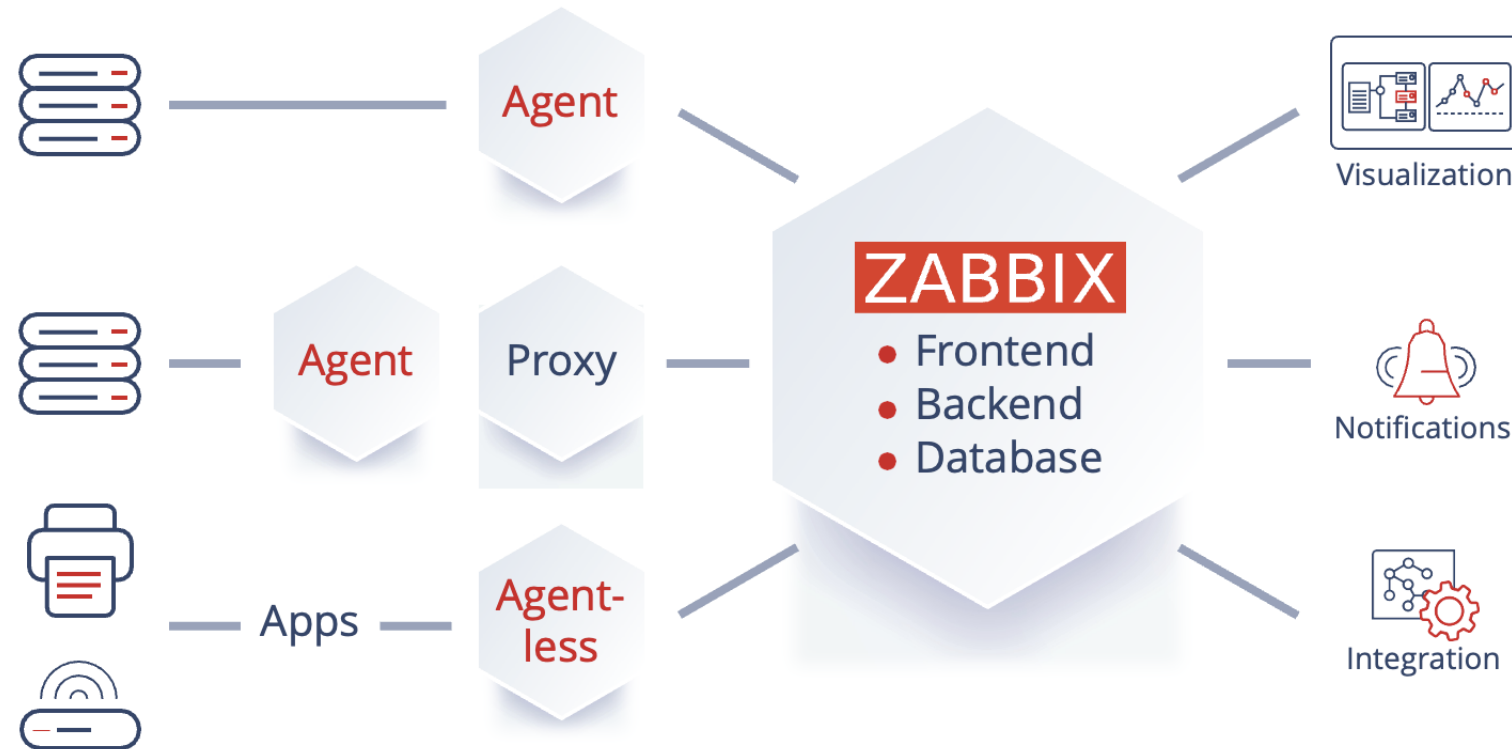 Agent
Visualization
ZABBIX
Agent
Proxy
• Frontend
• Backend
• Database
Notifications
Apps
Agent-
less
Integration